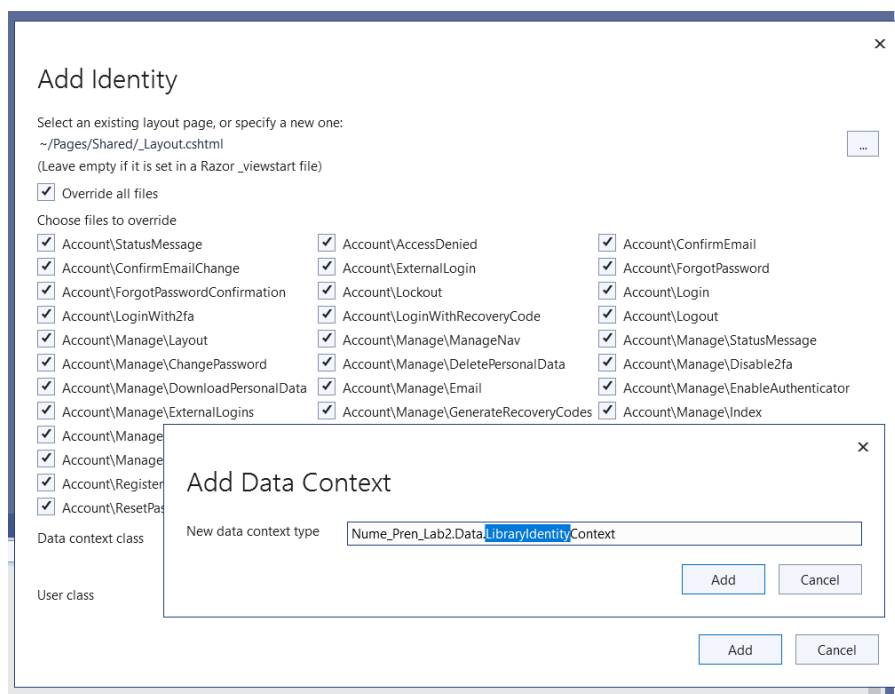 Add Identity
Select an existing layout page, or specify a new one:
~/Pages/Shared/_Layout.cshtml
...
(Leave empty if it is set in a Razor _viewstart file)
Override all files
Choose files to override
Account\StatusMessage Account\AccessDenied Account\ConfirmEmail
Account\ConfirmEmailChange Account\ExternalLogin Account\ForgotPassword
Account\ForgotPasswordConfirmation Account\Lockout Account\Login
Account\LoginWith2fa Account\LoginWithRecoveryCode Account\Logout
Account\Manage\Layout Account\Manage\ManageNav Account\Manage\StatusMessage
Account\Manage\ChangePassword Account\Manage\DeletePersonalData Account\Manage\Disable2fa
Account\Manage\DownloadPersonalData Account\Manage\Email Account\Manage\EnableAuthenticator
Account\Manage\ExternalLogins Account\Manage\GenerateRecoveryCodes Account\Manage\Index
Account\Manage
Account\Manage
Account\Register
Account\ResetPas
Data context class
User class
Add Data Context
New data context type Nume_Pren_Lab2.Data.LibraryIdentityContext
Add Cancel
Add Cancel